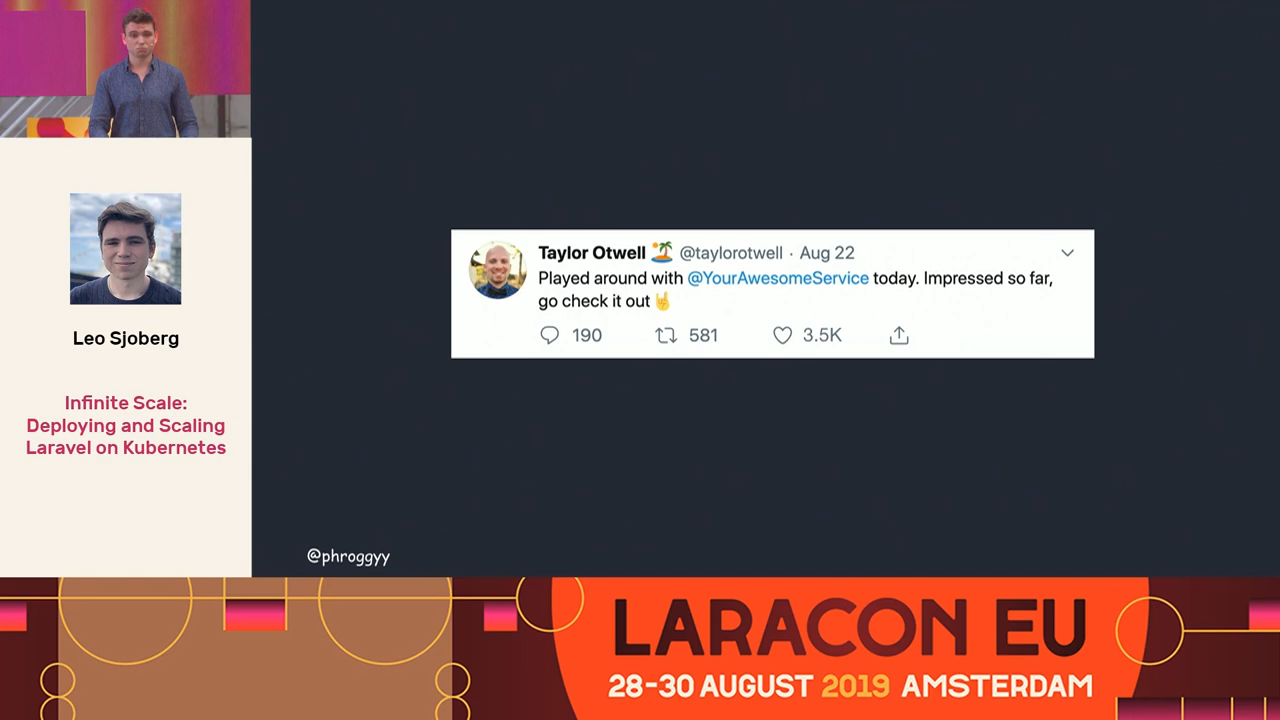 Leo Sjoberg
Infinite Scale:
Deploying and Scaling
Laravel on Kubernetes
Taylor Otwell 🏝️ @taylorotwell · Aug 22
Played around with @YourAwesomeService today. Impressed so far,
go check it out 🤘
190 581 3.5K
@phroggyy
LARACON EU
28-30 AUGUST 2019 AMSTERDAM